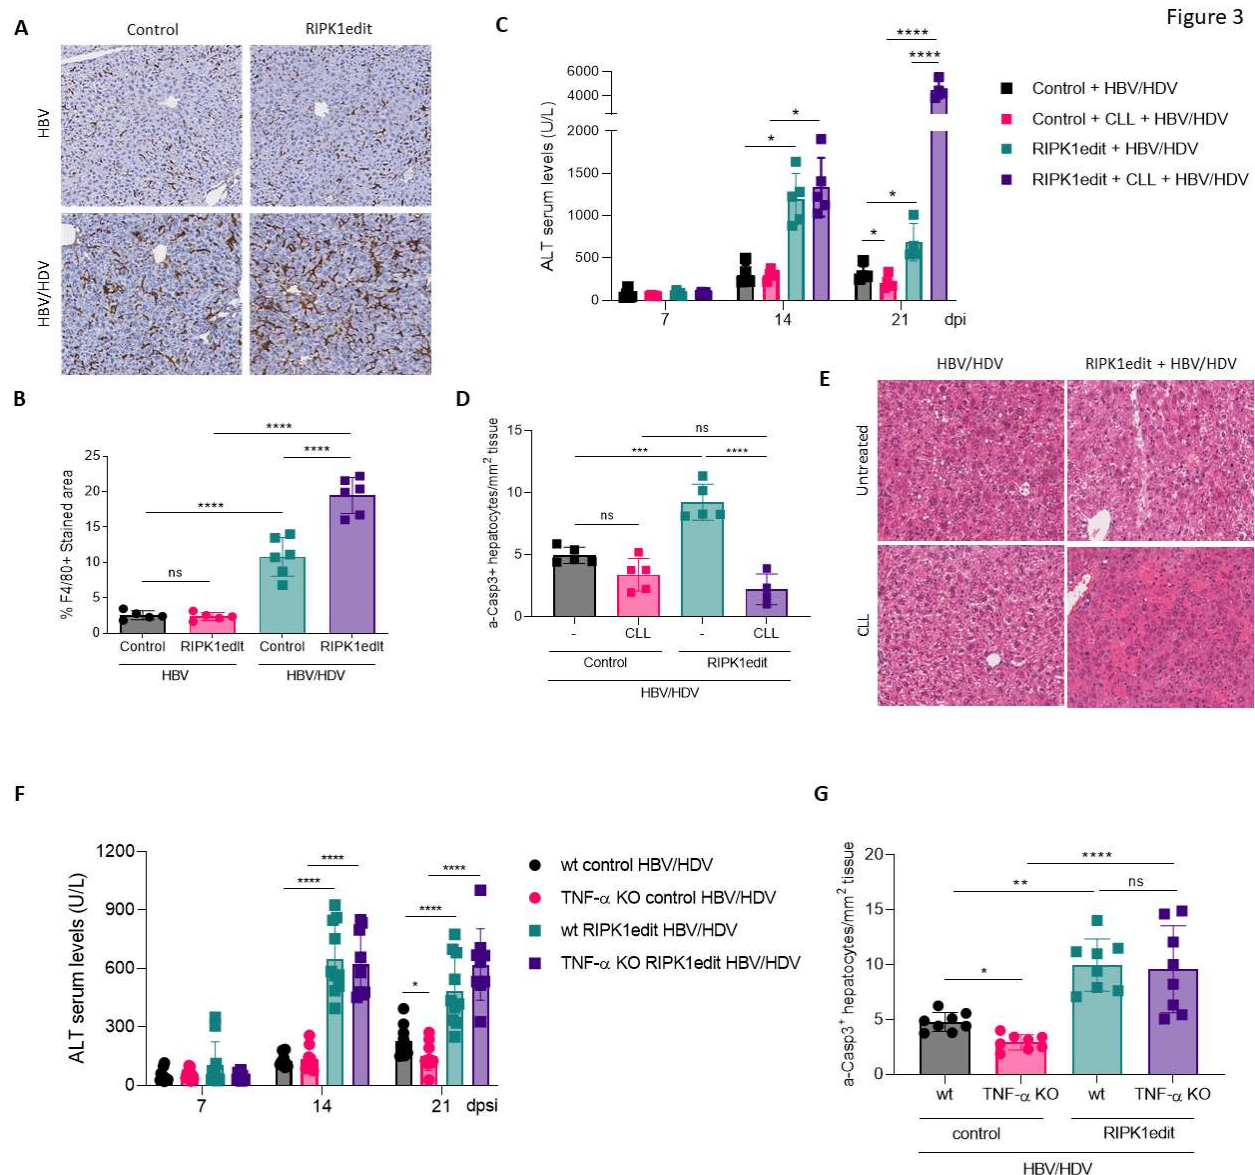 Figure 3
A
Control
RIPK1edit
HBV
HBV/HDV
B
% F4/80+ Stained area
25
20
15
10
5
0
ns
****
****
****
Control
RIPK1edit
Control
RIPK1edit
HBV
HBV/HDV
C
ALT serum levels (U/L)
6000
4000
2000
1500
1000
500
0
*
*
*
*
****
****
7
14
21
dpi
Control + HBV/HDV
Control + CLL + HBV/HDV
RIPK1edit + HBV/HDV
RIPK1edit + CLL + HBV/HDV
D
a-Casp3+ hepatocytes/mm² tissue
15
10
5
0
ns
***
ns
****
-
CLL
-
CLL
Control
RIPK1edit
HBV/HDV
E
HBV/HDV
RIPK1edit + HBV/HDV
Untreated
CLL
F
ALT serum levels (U/L)
1200
900
600
300
0
****
****
*
****
****
7
14
21
dpsi
wt control HBV/HDV
TNF-α KO control HBV/HDV
wt RIPK1edit HBV/HDV
TNF-α KO RIPK1edit HBV/HDV
G
a-Casp3⁺ hepatocytes/mm² tissue
20
15
10
5
0
*
**
****
ns
wt
TNF-α KO
wt
TNF-α KO
control
RIPK1edit
HBV/HDV